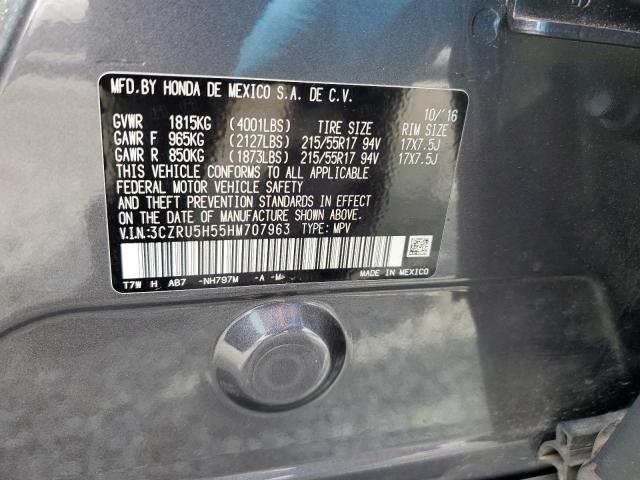 MFD.BY HONDA DE MEXICO S.A. DE C.V.
10/'16
GVWR 1815KG (4001LBS) TIRE SIZE RIM SIZE
GAWR F 965KG (2127LBS) 215/55R17 94V 17X7.5J
GAWR R 850KG (1873LBS) 215/55R17 94V 17X7.5J
THIS VEHICLE CONFORMS TO ALL APPLICABLE
FEDERAL MOTOR VEHICLE SAFETY
AND THEFT PREVENTION STANDARDS IN EFFECT ON THE
DATE OF MANUFACTURE SHOWN ABOVE.
V.I.N:3CZRU5H55HM707963 TYPE: MPV
T7W H AB7 -NH797M -A -M> MADE IN MEXICO